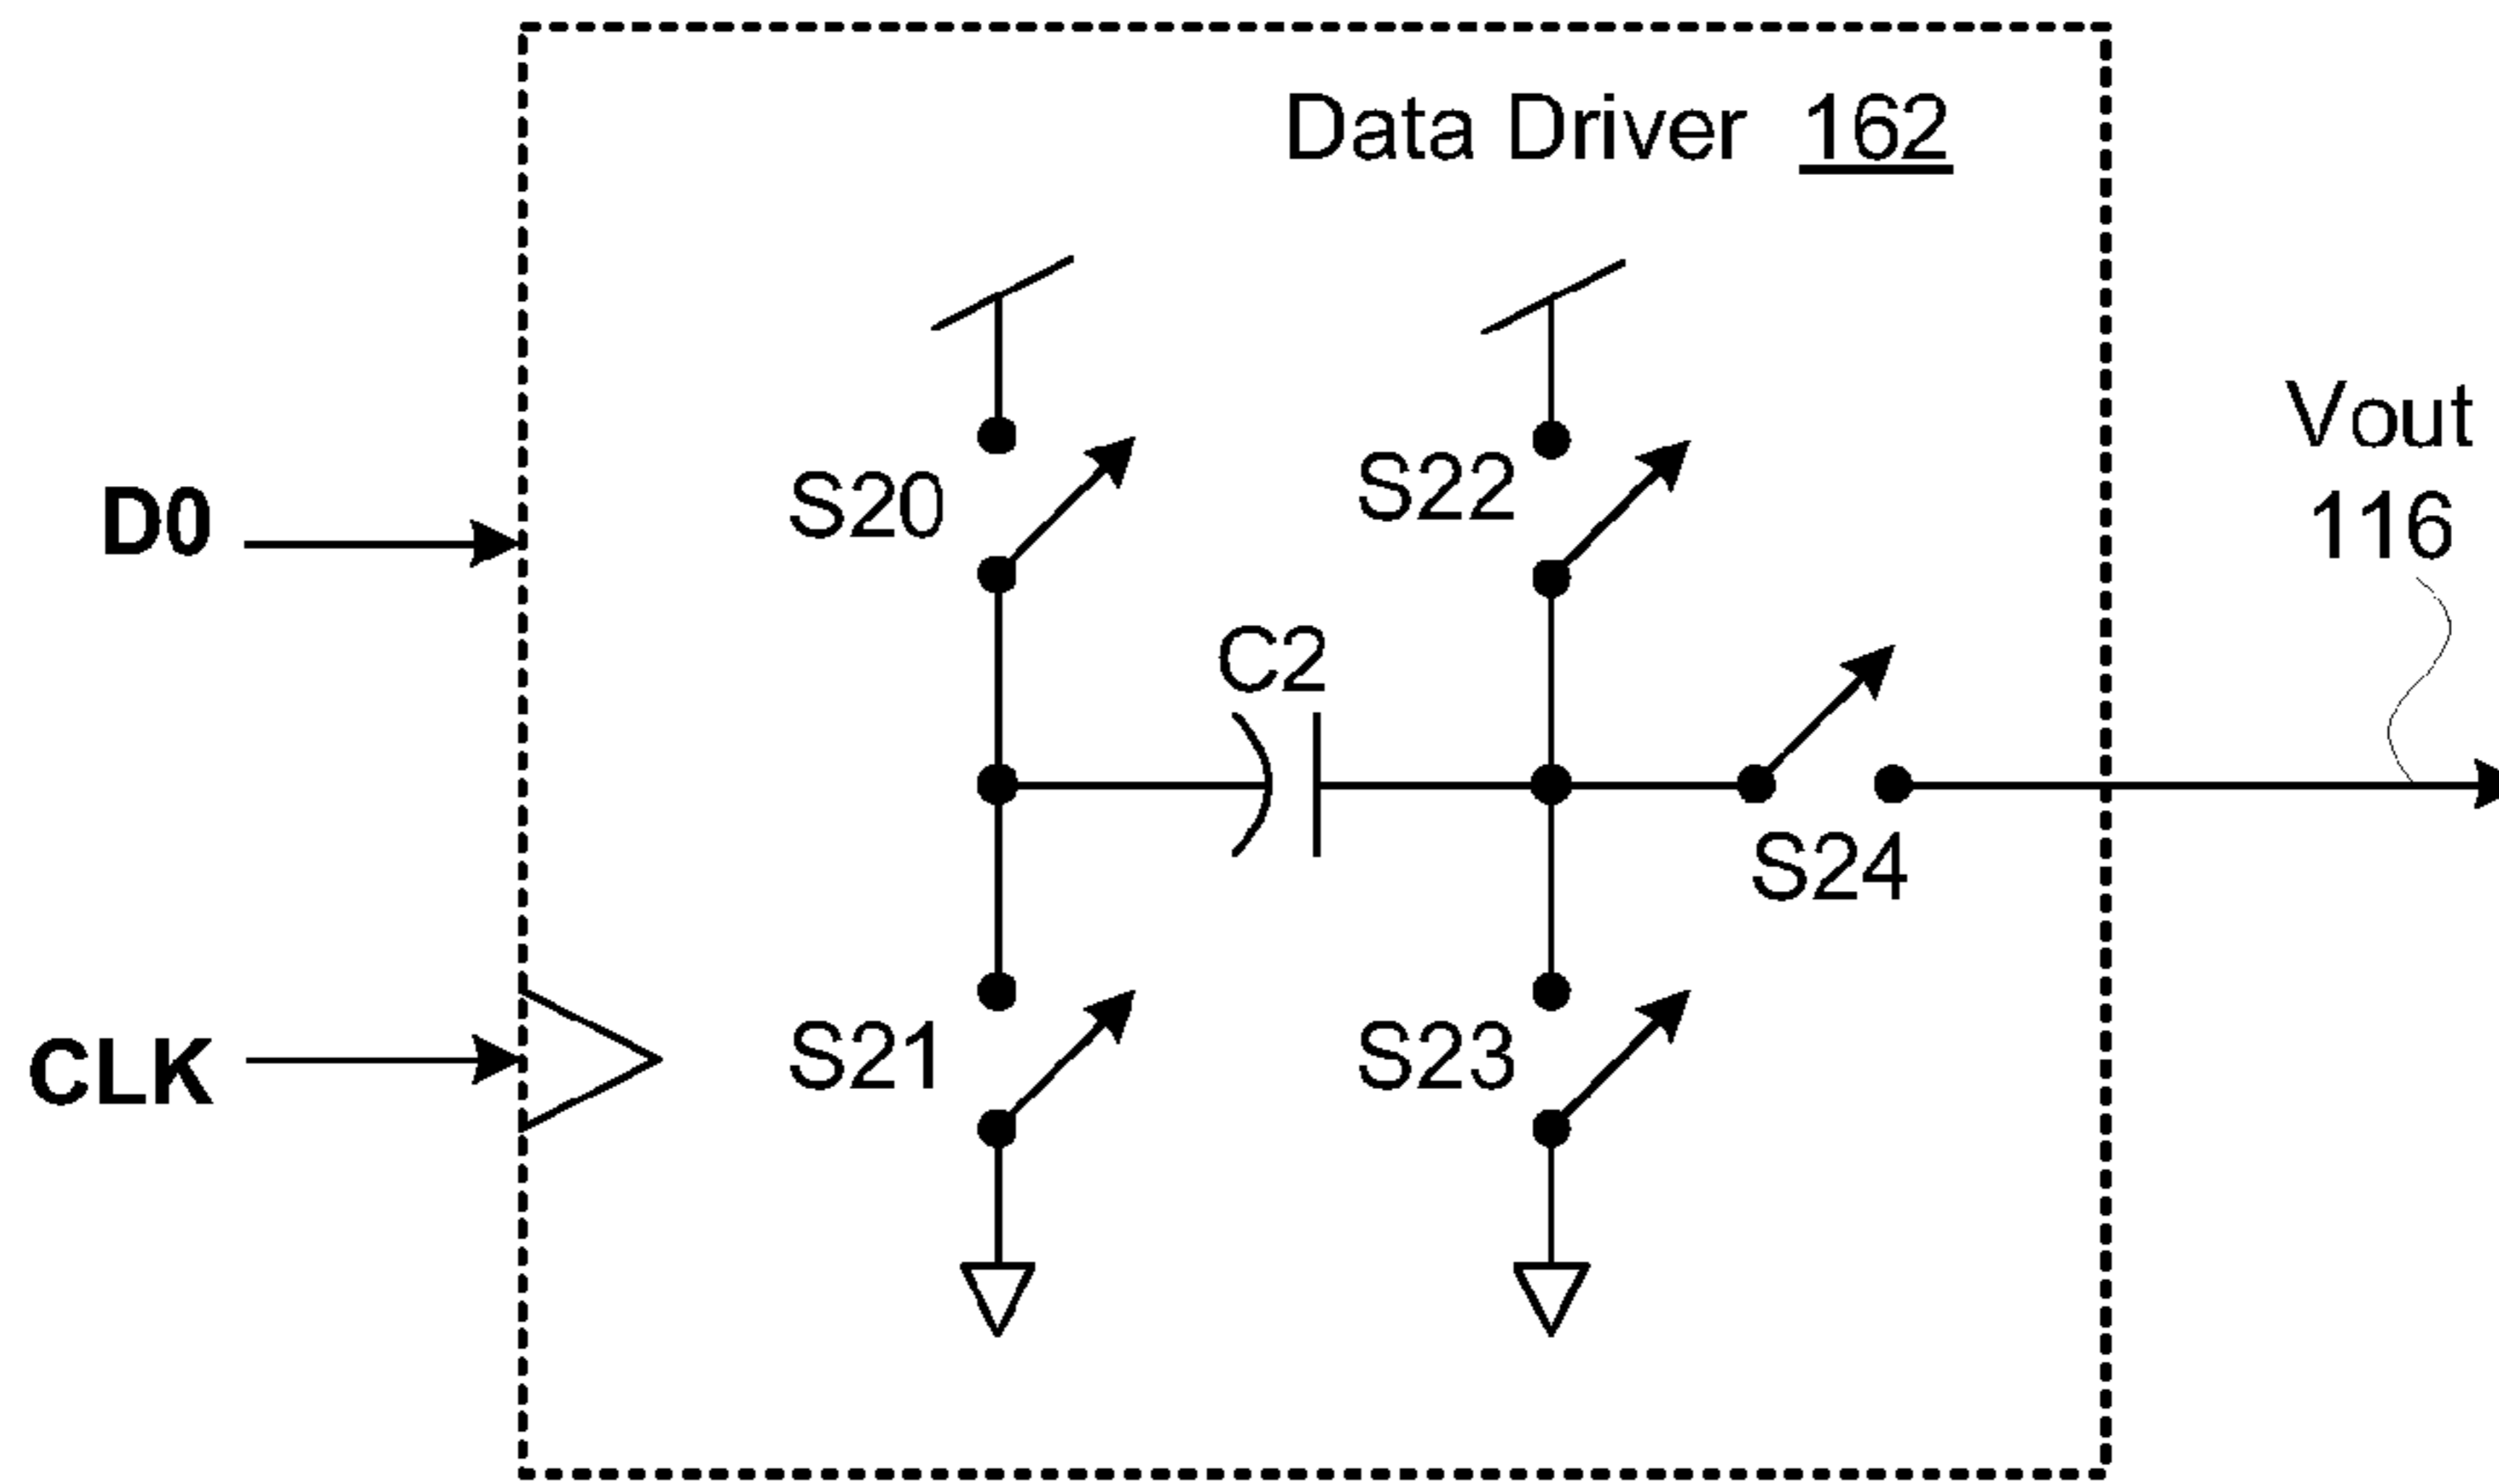 Data Driver 162
Vout
116
D0
S20
S22
C2
S24
CLK
S21
S23